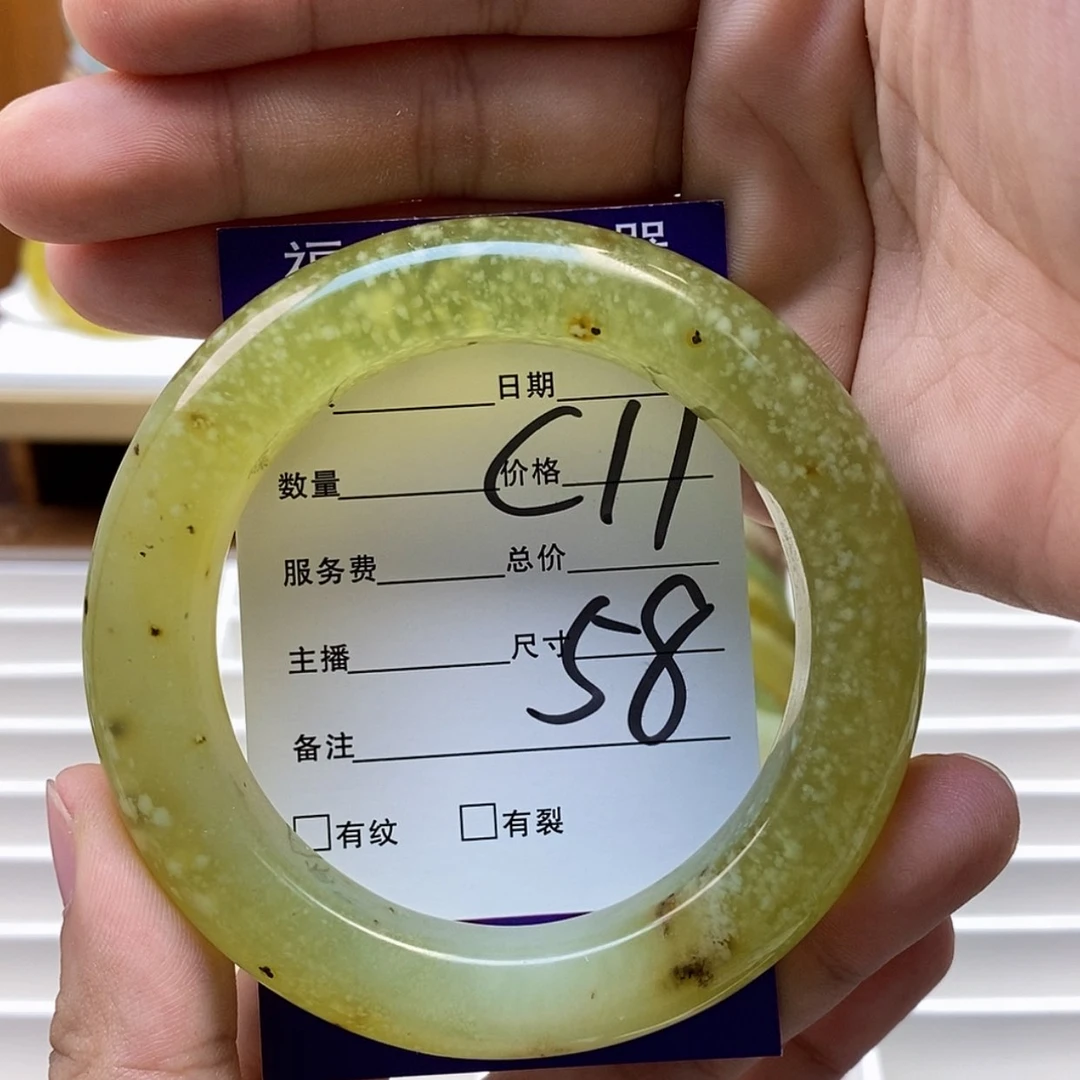 日期
数量 价格 C11
服务费 总价
主播 尺寸 58
备注
□有纹 □有裂